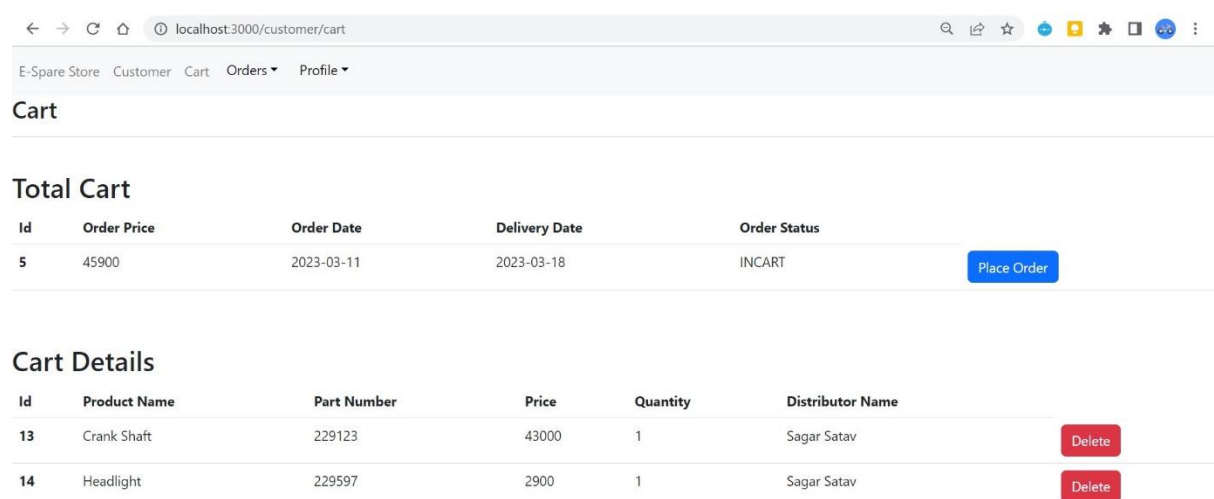 localhost:3000/customer/cart
E-Spare Store Customer Cart Orders Profile
Cart
Total Cart
Id Order Price Order Date Delivery Date Order Status
5 45900 2023-03-11 2023-03-18 INCART Place Order
Cart Details
Id Product Name Part Number Price Quantity Distributor Name
13 Crank Shaft 229123 43000 1 Sagar Satav Delete
14 Headlight 229597 2900 1 Sagar Satav Delete